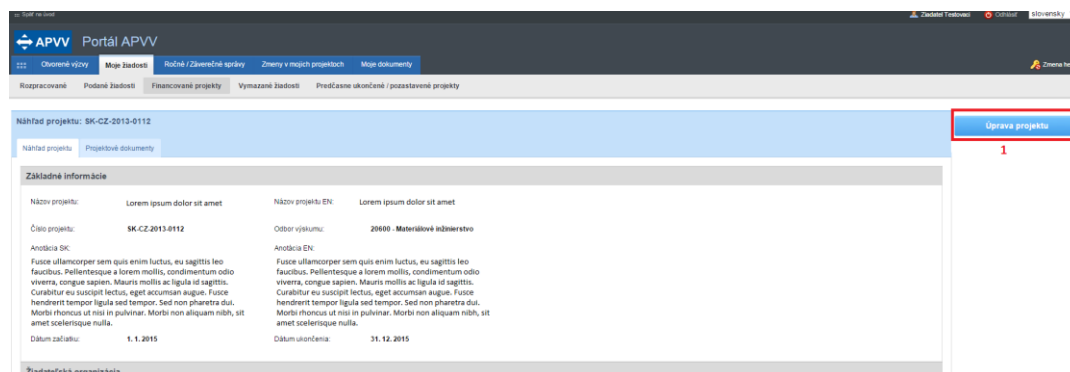 Späť na úvod
Ziadatel Testovaci Odhlásiť slovensky
APVV Portál APVV
Otvorené výzvy Moje žiadosti Ročné / Záverečné správy Zmeny v mojich projektoch Moje dokumenty Zmena
Rozpracované Podané žiadosti Financované projekty Vymazané žiadosti Predčasne ukončené / pozastavené projekty
Náhľad projektu: SK-CZ-2013-0112 Úprava projektu
1
Náhľad projektu Projektové dokumenty
Základné informácie
Názov projektu: Lorem ipsum dolor sit amet Názov projektu EN: Lorem ipsum dolor sit amet
Číslo projektu: SK-CZ-2013-0112 Odbor výskumu: 20600 - Materiálové inžinierstvo
Anotácia SK: Anotácia EN:
Fusce ullamcorper sem quis enim luctus, eu sagittis leo
faucibus. Pellentesque a lorem mollis, condimentum odio
viverra, congue sapien. Mauris mollis ac ligula id sagittis.
Curabitur eu suscipit lectus, eget accumsan augue. Fusce
hendrerit tempor ligula sed tempor. Sed non pharetra dui.
Morbi rhoncus ut nisi in pulvinar. Morbi non aliquam nibh, sit
amet scelerisque nulla.
Fusce ullamcorper sem quis enim luctus, eu sagittis leo
faucibus. Pellentesque a lorem mollis, condimentum odio
viverra, congue sapien. Mauris mollis ac ligula id sagittis.
Curabitur eu suscipit lectus, eget accumsan augue. Fusce
hendrerit tempor ligula sed tempor. Sed non pharetra dui.
Morbi rhoncus ut nisi in pulvinar. Morbi non aliquam nibh, sit
amet scelerisque nulla.
Dátum začiatku: 1. 1. 2015 Dátum ukončenia: 31. 12. 2015
Žiadateľská organizácia